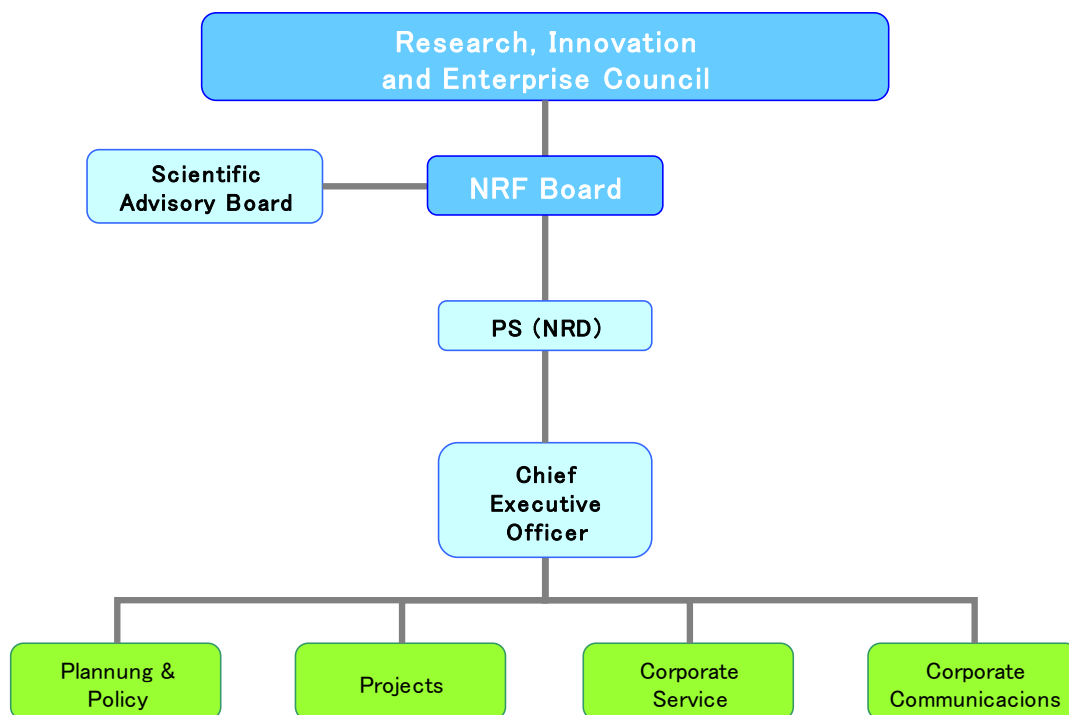 Research, Innovation
and Enterprise Council
Scientific
Advisory Board
NRF Board
PS (NRD)
Chief
Executive
Officer
Plannung &
Policy
Projects
Corporate
Service
Corporate
Communicacions